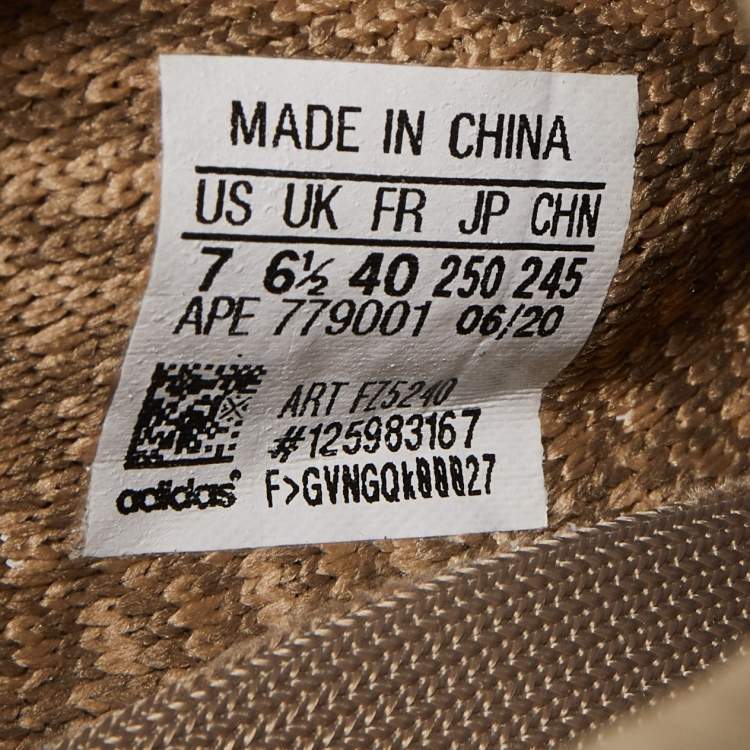 MADE IN CHINA
US UK FR JP CHN
7 6½ 40 250 245
APE 779001 06/20
ART FZ5240
#125983167
adidas® F>GVNGQk00027